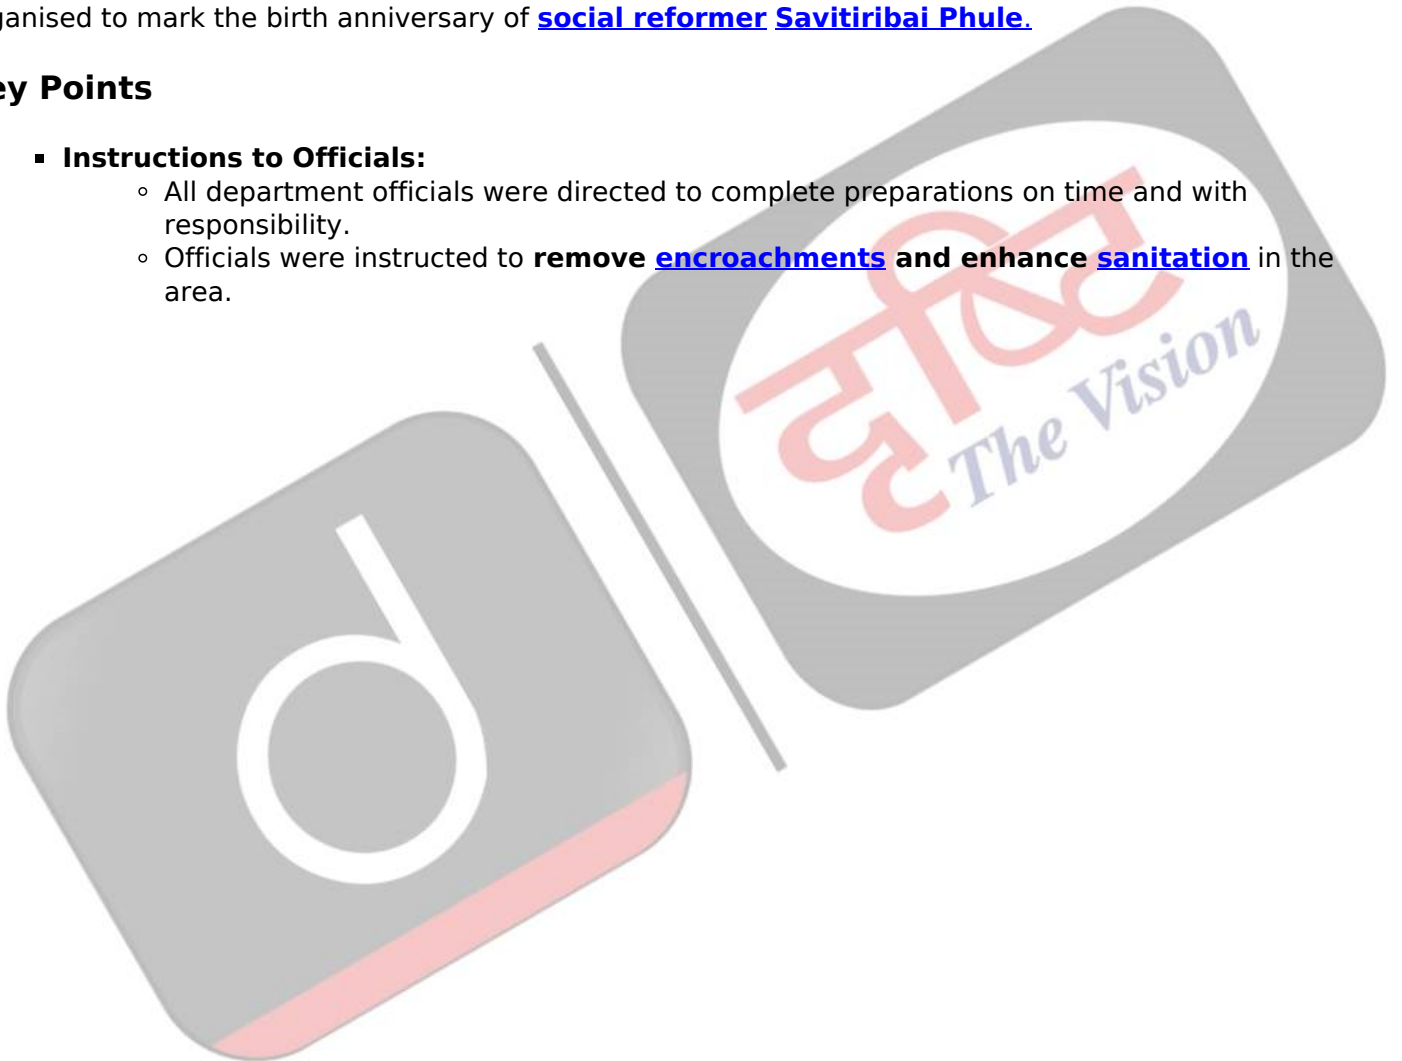 ganised to mark the birth anniversary of social reformer Savitiribai Phule.
ey Points
▪ Instructions to Officials:
◦ All department officials were directed to complete preparations on time and with
responsibility.
◦ Officials were instructed to remove encroachments and enhance sanitation in the
area.
दृष्टि
The Vision
d